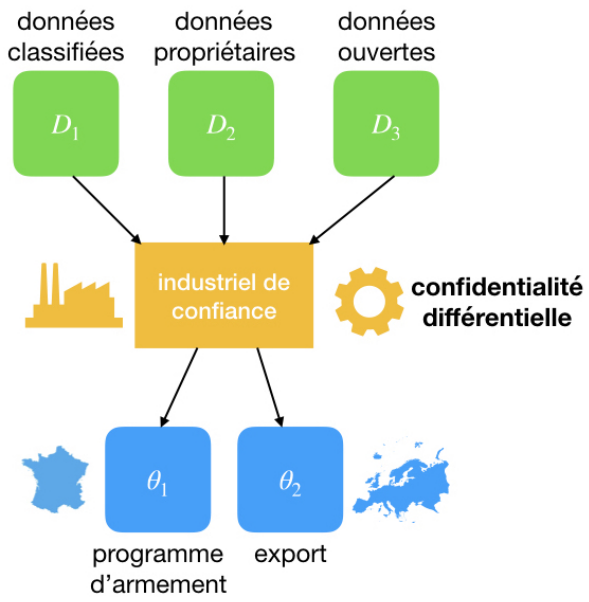 données classifiées
données propriétaires
données ouvertes
D₁
D₂
D₃
industriel de
confiance
confidentialité
différentielle
θ₁
θ₂
programme
d'armement
export